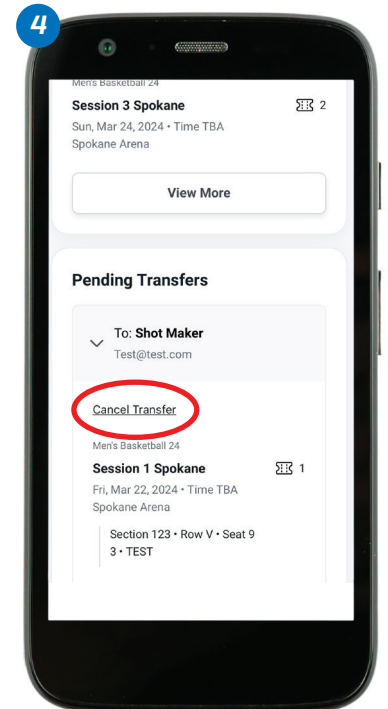 4
Men's Basketball 24
Session 3 Spokane 2
Sun, Mar 24, 2024 • Time TBA
Spokane Arena
View More
Pending Transfers
To: Shot Maker
Test@test.com
Cancel Transfer
Men's Basketball 24
Session 1 Spokane 1
Fri, Mar 22, 2024 • Time TBA
Spokane Arena
Section 123 • Row V • Seat 9
3 • TEST